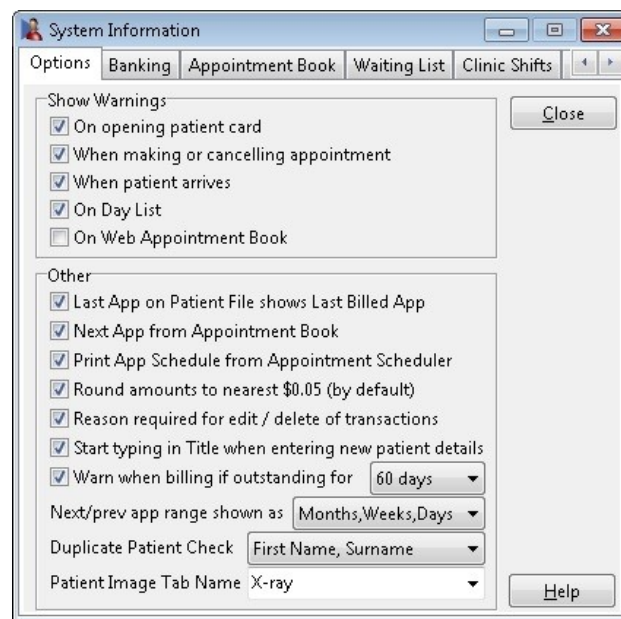 System Information
Options Banking Appointment Book Waiting List Clinic Shifts
Show Warnings
Close
On opening patient card
When making or cancelling appointment
When patient arrives
On Day List
On Web Appointment Book
Other
Last App on Patient File shows Last Billed App
Next App from Appointment Book
Print App Schedule from Appointment Scheduler
Round amounts to nearest $0.05 (by default)
Reason required for edit / delete of transactions
Start typing in Title when entering new patient details
Warn when billing if outstanding for 60 days
Next/prev app range shown as Months,Weeks,Days
Duplicate Patient Check First Name, Surname
Patient Image Tab Name X-ray
Help